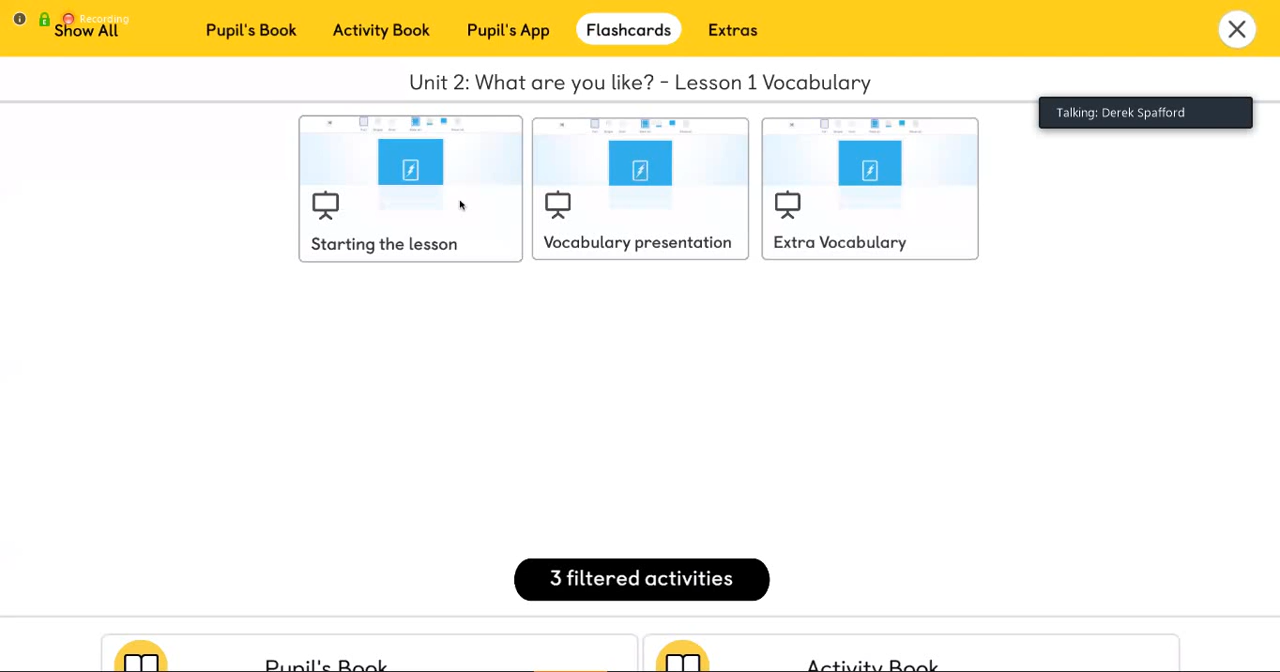 Recording
Show All
Pupil's Book
Activity Book
Pupil's App
Flashcards
Extras
Unit 2: What are you like? - Lesson 1 Vocabulary
Talking: Derek Spafford
Starting the lesson
Vocabulary presentation
Extra Vocabulary
3 filtered activities
Pupil's Book
Activity Book